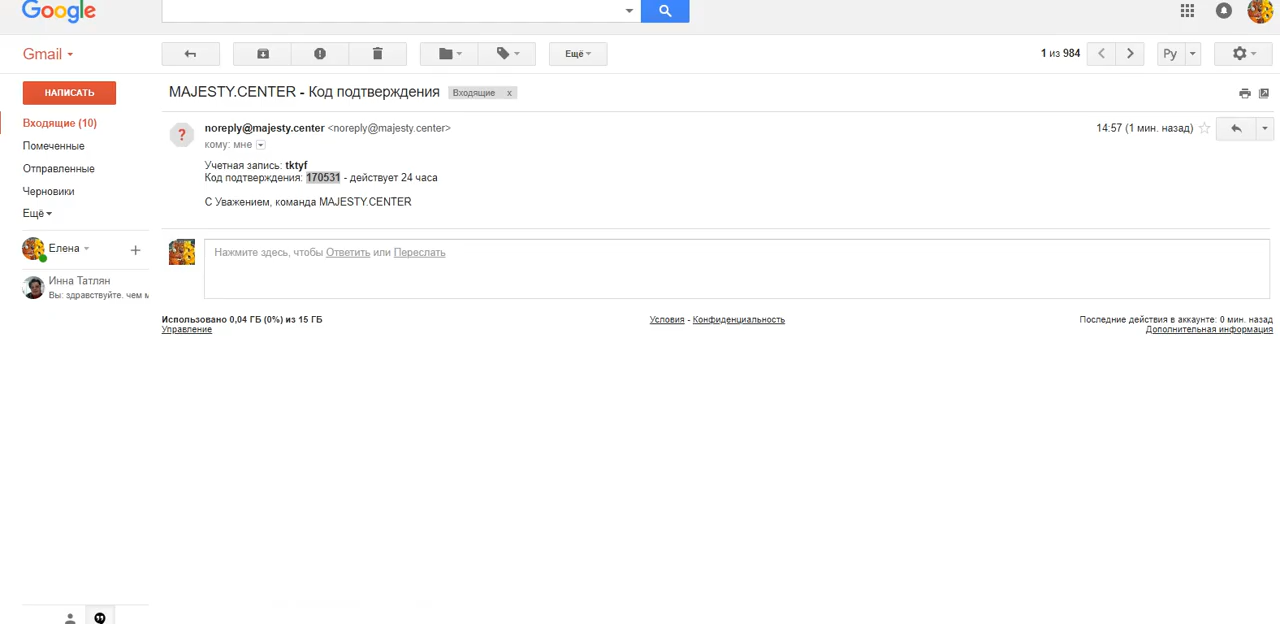 Google
Gmail
Ещё
1 из 984
Ру
НАПИСАТЬ
MAJESTY.CENTER - Код подтверждения
Входящие x
Входящие (10)
Помеченные
Отправленные
Черновики
Ещё
noreply@majesty.center <noreply@majesty.center>
14:57 (1 мин. назад)
кому: мне
Учетная запись: tktyf
Код подтверждения: 170531 - действует 24 часа
С Уважением, команда MAJESTY.CENTER
Елена
Инна Татлян
Вы: здравствуйте. чем м
Нажмите здесь, чтобы Ответить или Переслать
Использовано 0,04 ГБ (0%) из 15 ГБ
Управление
Условия - Конфиденциальность
Последние действия в аккаунте: 0 мин. назад
Дополнительная информация